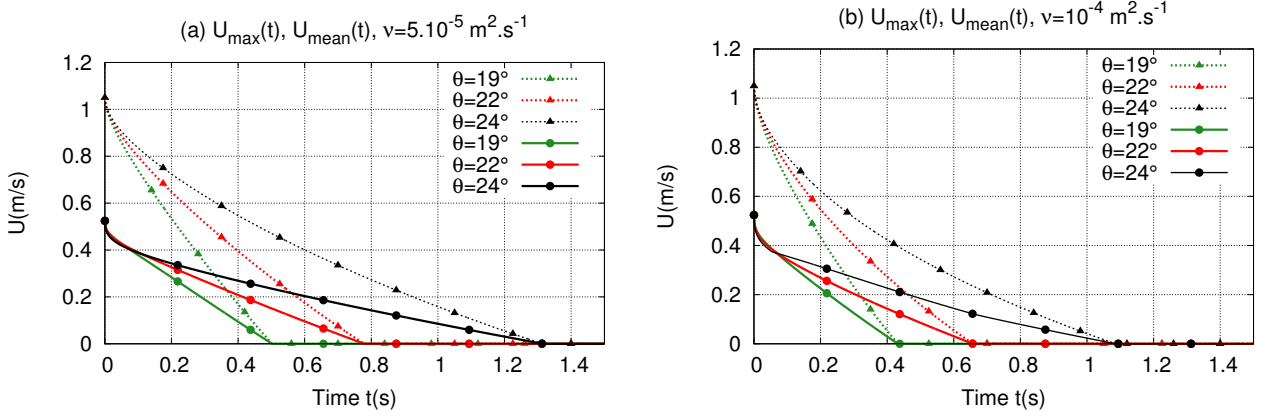 (a) U_max(t), U_mean(t), ν=5.10^-5 m^2.s^-1
U(m/s)
1.2
1
0.8
0.6
0.4
0.2
0
0 0.2 0.4 0.6 0.8 1 1.2 1.4
Time t(s)
θ=19°
θ=22°
θ=24°
θ=19°
θ=22°
θ=24°
(b) U_max(t), U_mean(t), ν=10^-4 m^2.s^-1
U(m/s)
1.2
1
0.8
0.6
0.4
0.2
0
0 0.2 0.4 0.6 0.8 1 1.2 1.4
Time t(s)
θ=19°
θ=22°
θ=24°
θ=19°
θ=22°
θ=24°